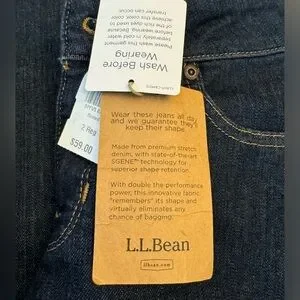 Wash Before
Wearing
Please wash this garment
separately in cold water
before wearing. Because
of the rich dyes used to
achieve this color, color
transfer can occur.
2 Reg
$59.00
Wear these jeans all day
and we guarantee they'll
keep their shape
Made from premium stretch
denim, with state-of-the-art
SGENE™ technology for
superior shape retention.
With double the performance
power, this innovative fabric
"remembers" its shape and
virtually eliminates any
chance of bagging.
L.L.Bean
llbean.com